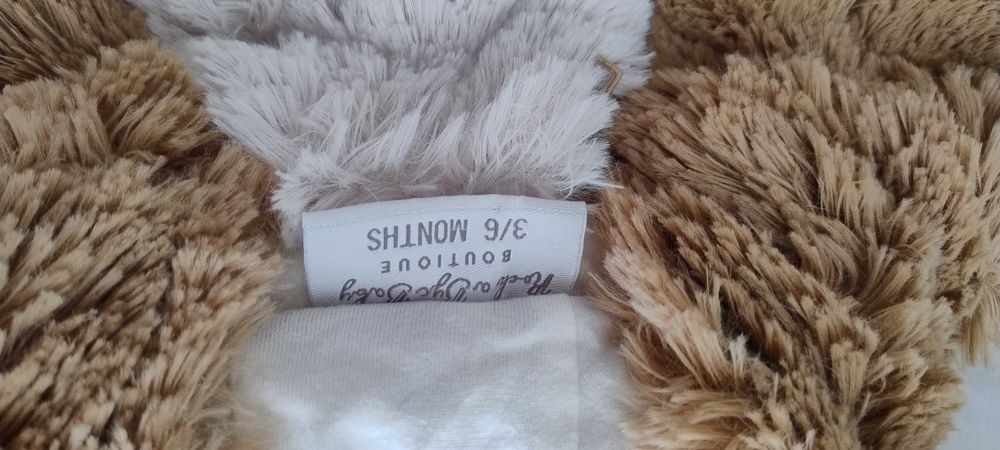 Rock a Bye Baby
BOUTIQUE
3/6 MONTHS